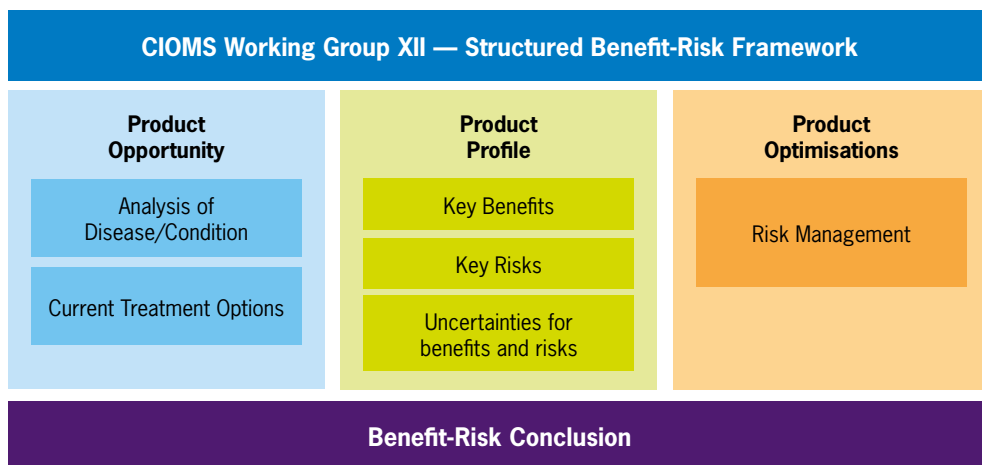 CIOMS Working Group XII — Structured Benefit-Risk Framework
Product
Opportunity
Analysis of
Disease/Condition
Current Treatment Options
Product
Profile
Key Benefits
Key Risks
Uncertainties for
benefits and risks
Product
Optimisations
Risk Management
Benefit-Risk Conclusion